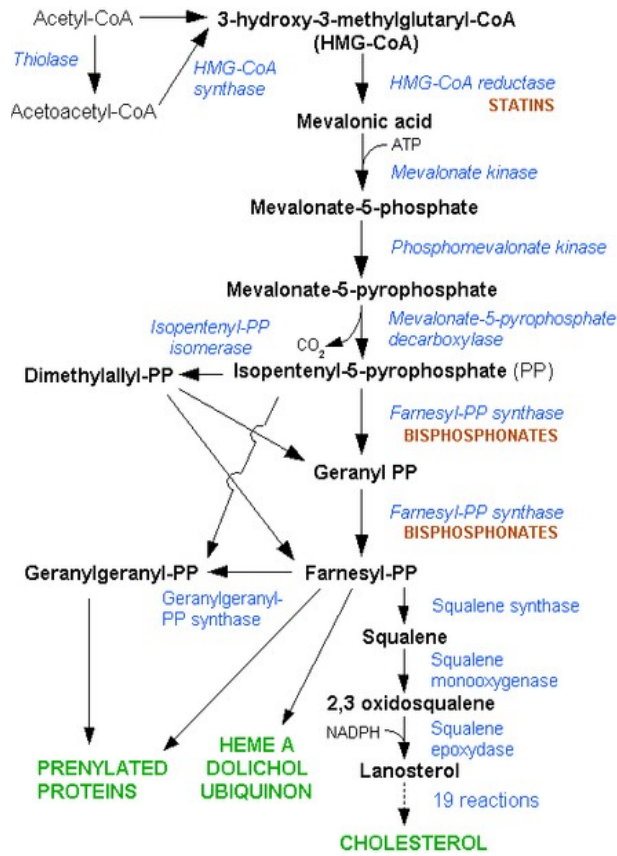 Acetyl-CoA
3-hydroxy-3-methylglutaryl-CoA
(HMG-CoA)
Thiolase
HMG-CoA
synthase
Acetoacetyl-CoA
HMG-CoA reductase
STATINS
Mevalonic acid
ATP
Mevalonate kinase
Mevalonate-5-phosphate
Phosphomevalonate kinase
Mevalonate-5-pyrophosphate
Isopentenyl-PP
isomerase
CO2
Mevalonate-5-pyrophosphate
decarboxylase
Dimethylallyl-PP
Isopentenyl-5-pyrophosphate (PP)
Farnesyl-PP synthase
BISPHOSPHONATES
Geranyl PP
Farnesyl-PP synthase
BISPHOSPHONATES
Geranylgeranyl-PP
Farnesyl-PP
Geranylgeranyl-
PP synthase
Squalene synthase
Squalene
Squalene
monooxygenase
2,3 oxidosqualene
NADPH
Squalene
epoxydase
Lanosterol
PRENYLATED
PROTEINS
HEME A
DOLICHOL
UBIQUINON
19 reactions
CHOLESTEROL